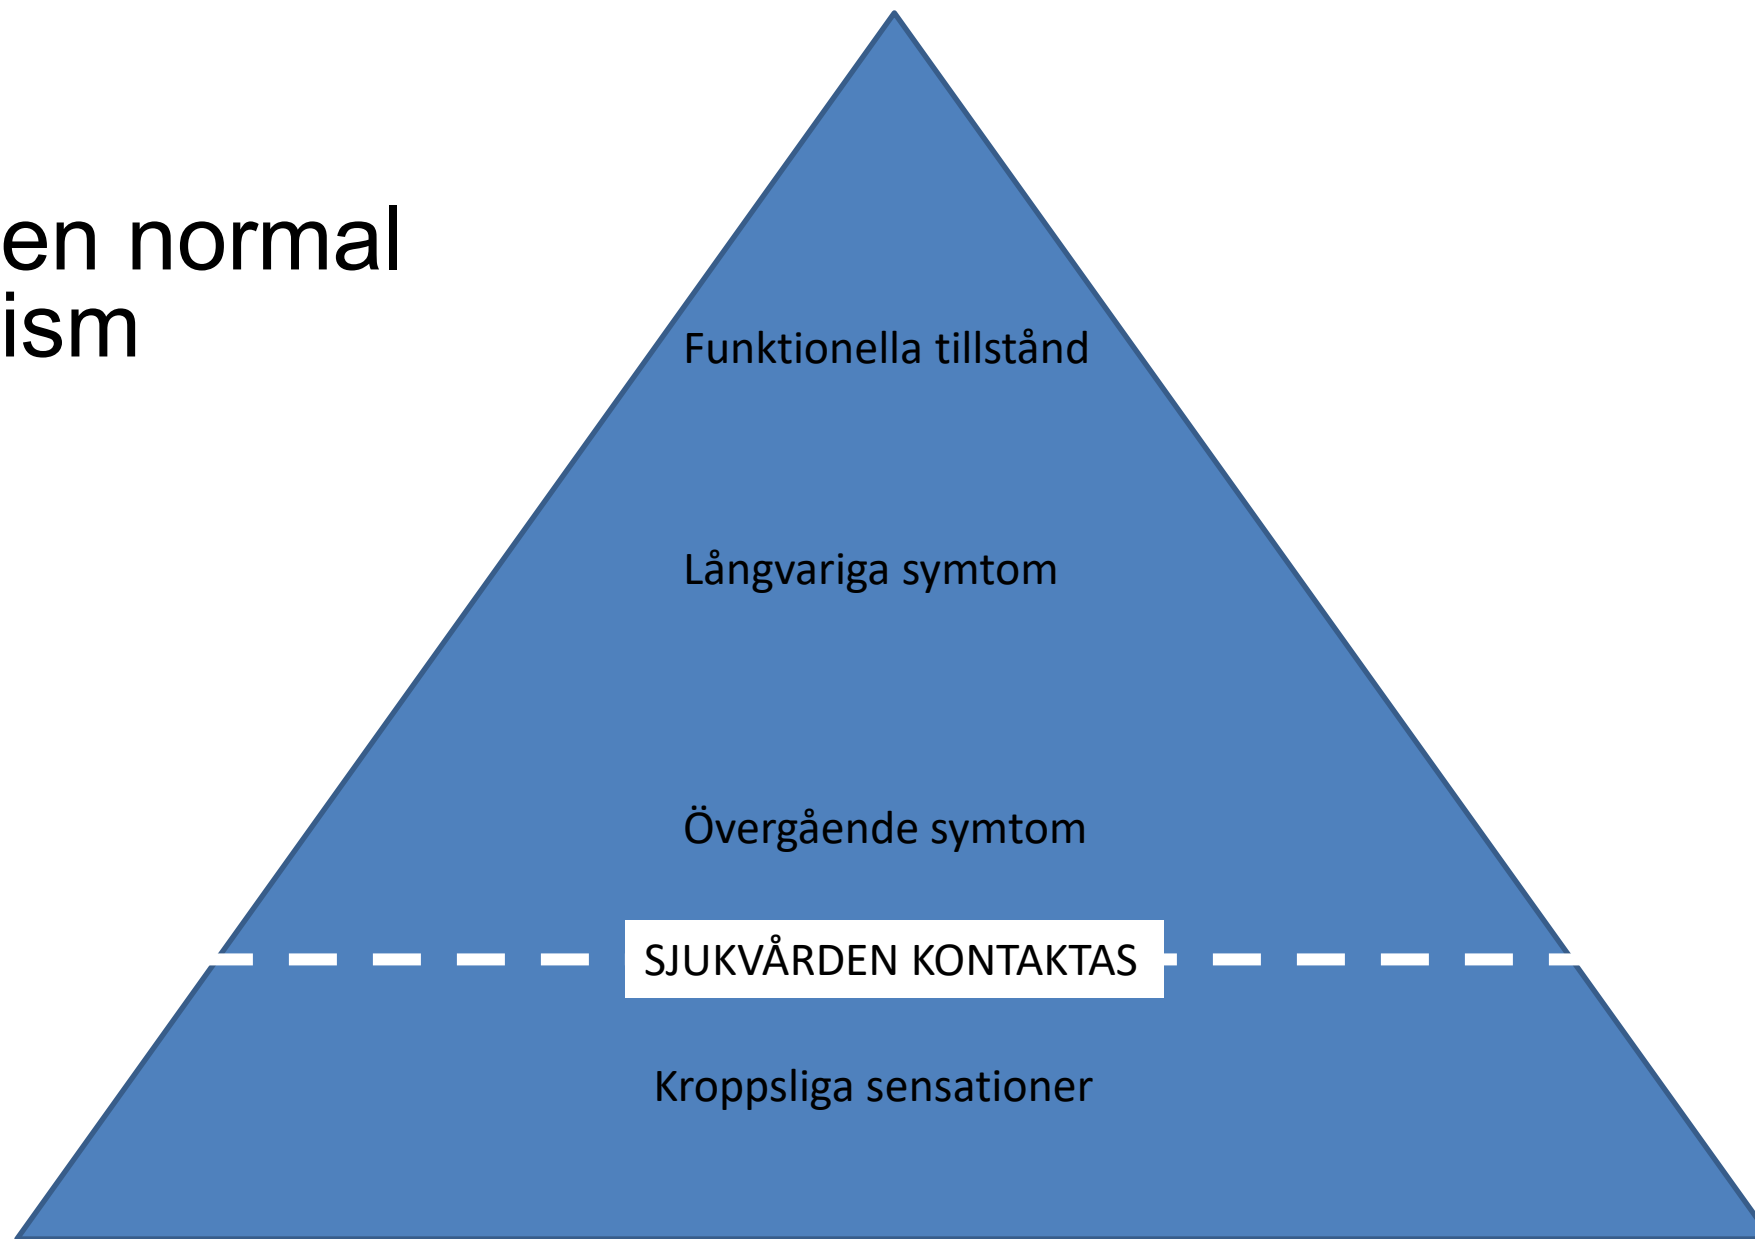 en normal
ism
Funktionella tillstånd
Långvariga symtom
Övergående symtom
SJUKVÅRDEN KONTAKTAS
Kroppsliga sensationer